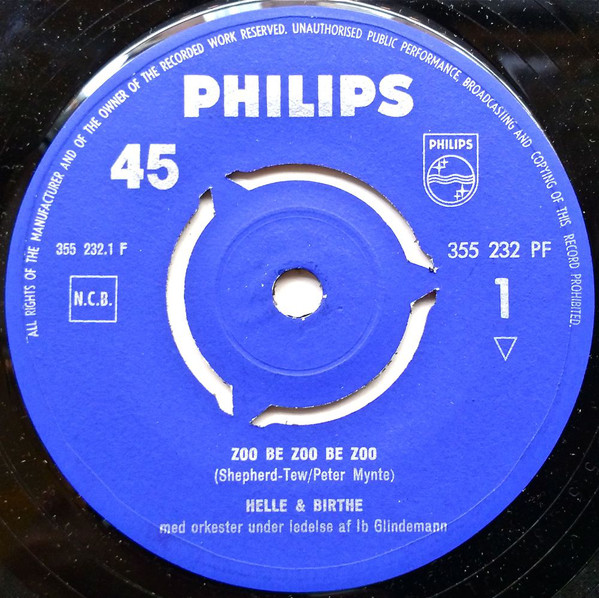 ALL RIGHTS OF THE MANUFACTURER AND OF THE OWNER OF THE RECORDED WORK RESERVED. UNAUTHORISED PUBLIC PERFORMANCE, BROADCASTING AND COPYING OF THIS RECORD PROHIBITED.
PHILIPS
45
PHILIPS
355 232.1 F
355 232 PF
N.C.B.
1
ZOO BE ZOO BE ZOO
(Shepherd-Tew/Peter Mynte)
HELLE & BIRTHE
med orkester under ledelse af Ib Glindemann